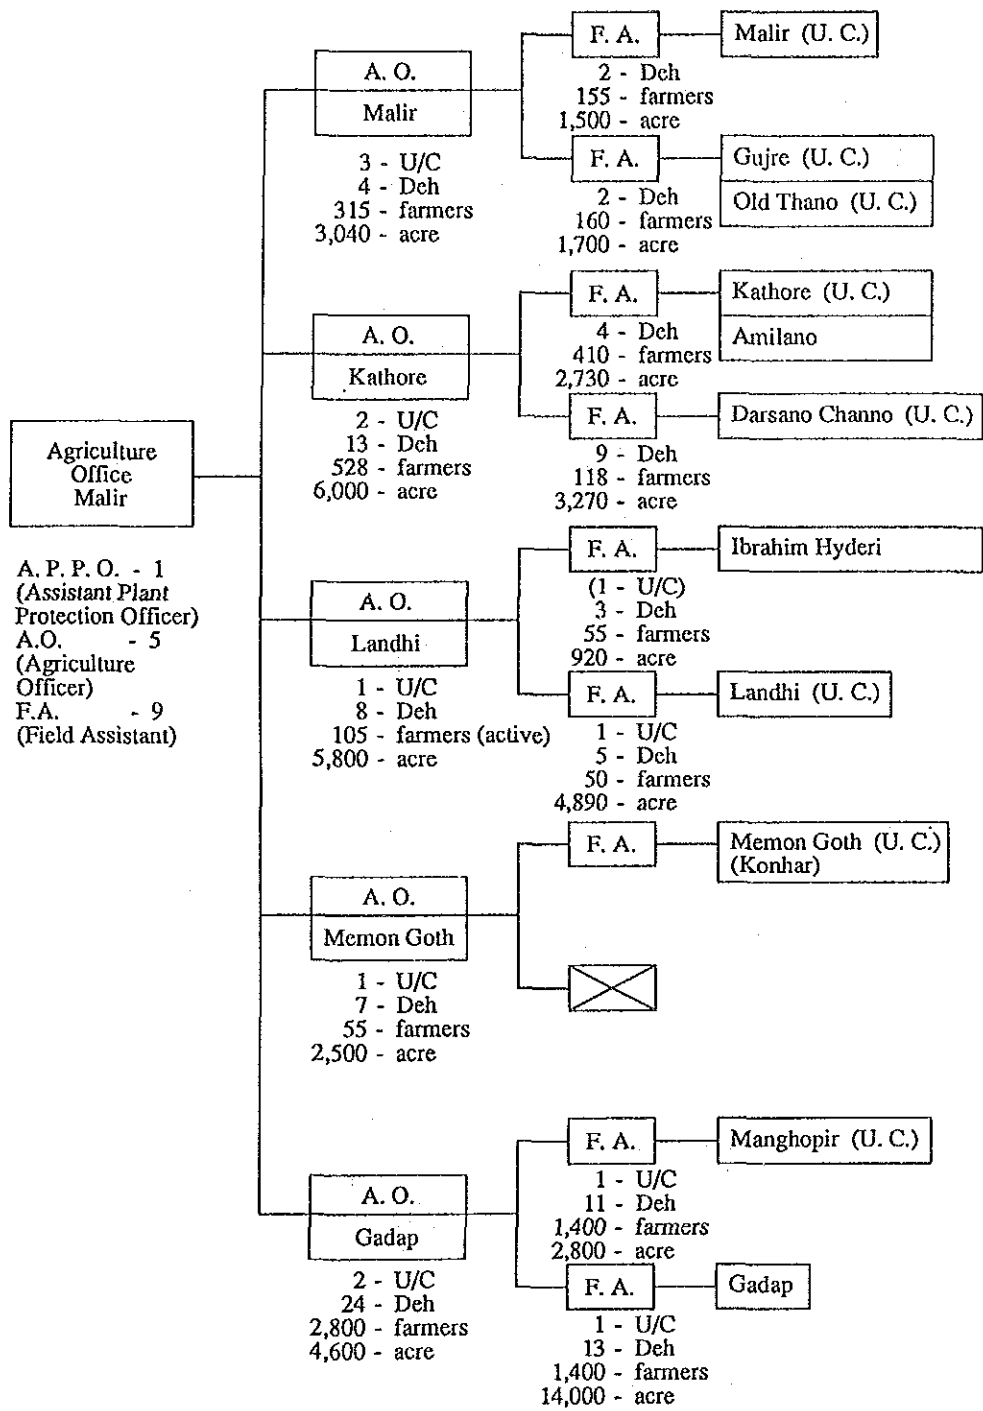 Agriculture
Office
Malir
A. P. P. O. - 1
(Assistant Plant
Protection Officer)
A.O. - 5
(Agriculture
Officer)
F.A. - 9
(Field Assistant)
A. O.
Malir
3 - U/C
4 - Deh
315 - farmers
3,040 - acre
F. A.
Malir (U. C.)
2 - Deh
155 - farmers
1,500 - acre
F. A.
Gujre (U. C.)
Old Thano (U. C.)
2 - Deh
160 - farmers
1,700 - acre
A. O.
Kathore
2 - U/C
13 - Deh
528 - farmers
6,000 - acre
F. A.
Kathore (U. C.)
Amilano
4 - Deh
410 - farmers
2,730 - acre
F. A.
Darsano Channo (U. C.)
9 - Deh
118 - farmers
3,270 - acre
A. O.
Landhi
1 - U/C
8 - Deh
105 - farmers (active)
5,800 - acre
F. A.
Ibrahim Hyderi
(1 - U/C)
3 - Deh
55 - farmers
920 - acre
F. A.
Landhi (U. C.)
1 - U/C
5 - Deh
50 - farmers
4,890 - acre
A. O.
Memon Goth
1 - U/C
7 - Deh
55 - farmers
2,500 - acre
F. A.
Memon Goth (U. C.)
(Konhar)
A. O.
Gadap
2 - U/C
24 - Deh
2,800 - farmers
4,600 - acre
F. A.
Manghopir (U. C.)
1 - U/C
11 - Deh
1,400 - farmers
2,800 - acre
F. A.
Gadap
1 - U/C
13 - Deh
1,400 - farmers
14,000 - acre